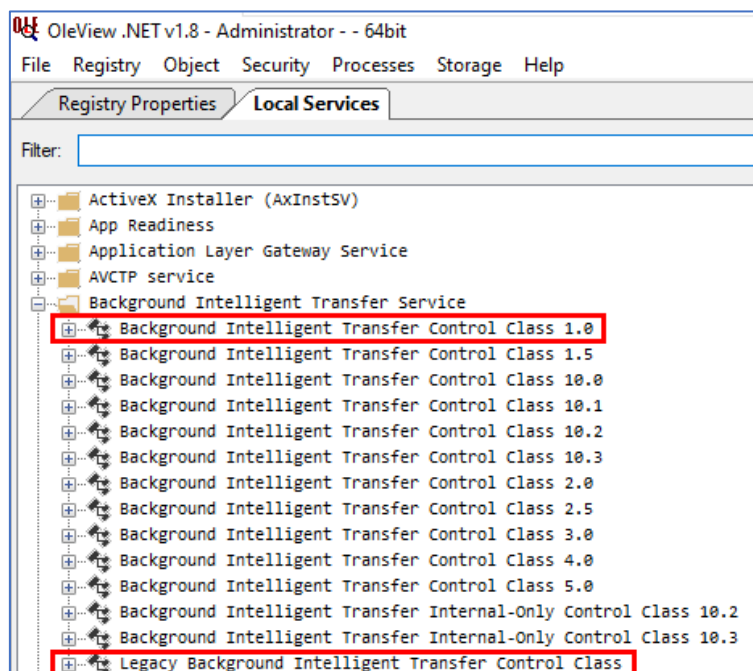 OleView .NET v1.8 - Administrator - - 64bit
File Registry Object Security Processes Storage Help
Registry Properties Local Services
Filter:
ActiveX Installer (AxInstSV)
App Readiness
Application Layer Gateway Service
AVCTP service
Background Intelligent Transfer Service
Background Intelligent Transfer Control Class 1.0
Background Intelligent Transfer Control Class 1.5
Background Intelligent Transfer Control Class 10.0
Background Intelligent Transfer Control Class 10.1
Background Intelligent Transfer Control Class 10.2
Background Intelligent Transfer Control Class 10.3
Background Intelligent Transfer Control Class 2.0
Background Intelligent Transfer Control Class 2.5
Background Intelligent Transfer Control Class 3.0
Background Intelligent Transfer Control Class 4.0
Background Intelligent Transfer Control Class 5.0
Background Intelligent Transfer Internal-Only Control Class 10.2
Background Intelligent Transfer Internal-Only Control Class 10.3
Legacy Background Intelligent Transfer Control Class